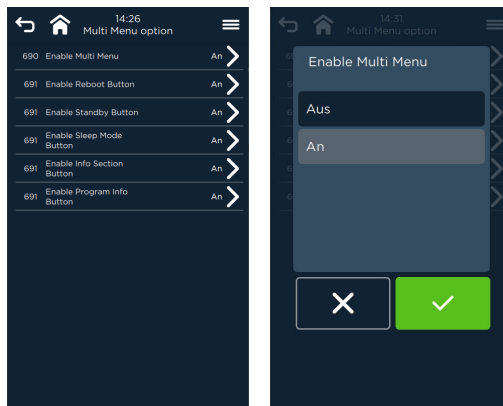 14:26
Multi Menu option
690 Enable Multi Menu An
691 Enable Reboot Button An
691 Enable Standby Button An
691 Enable Sleep Mode Button An
691 Enable Info Section Button An
691 Enable Program Info Button An
14:31
Multi Menu option
Enable Multi Menu
Aus
An